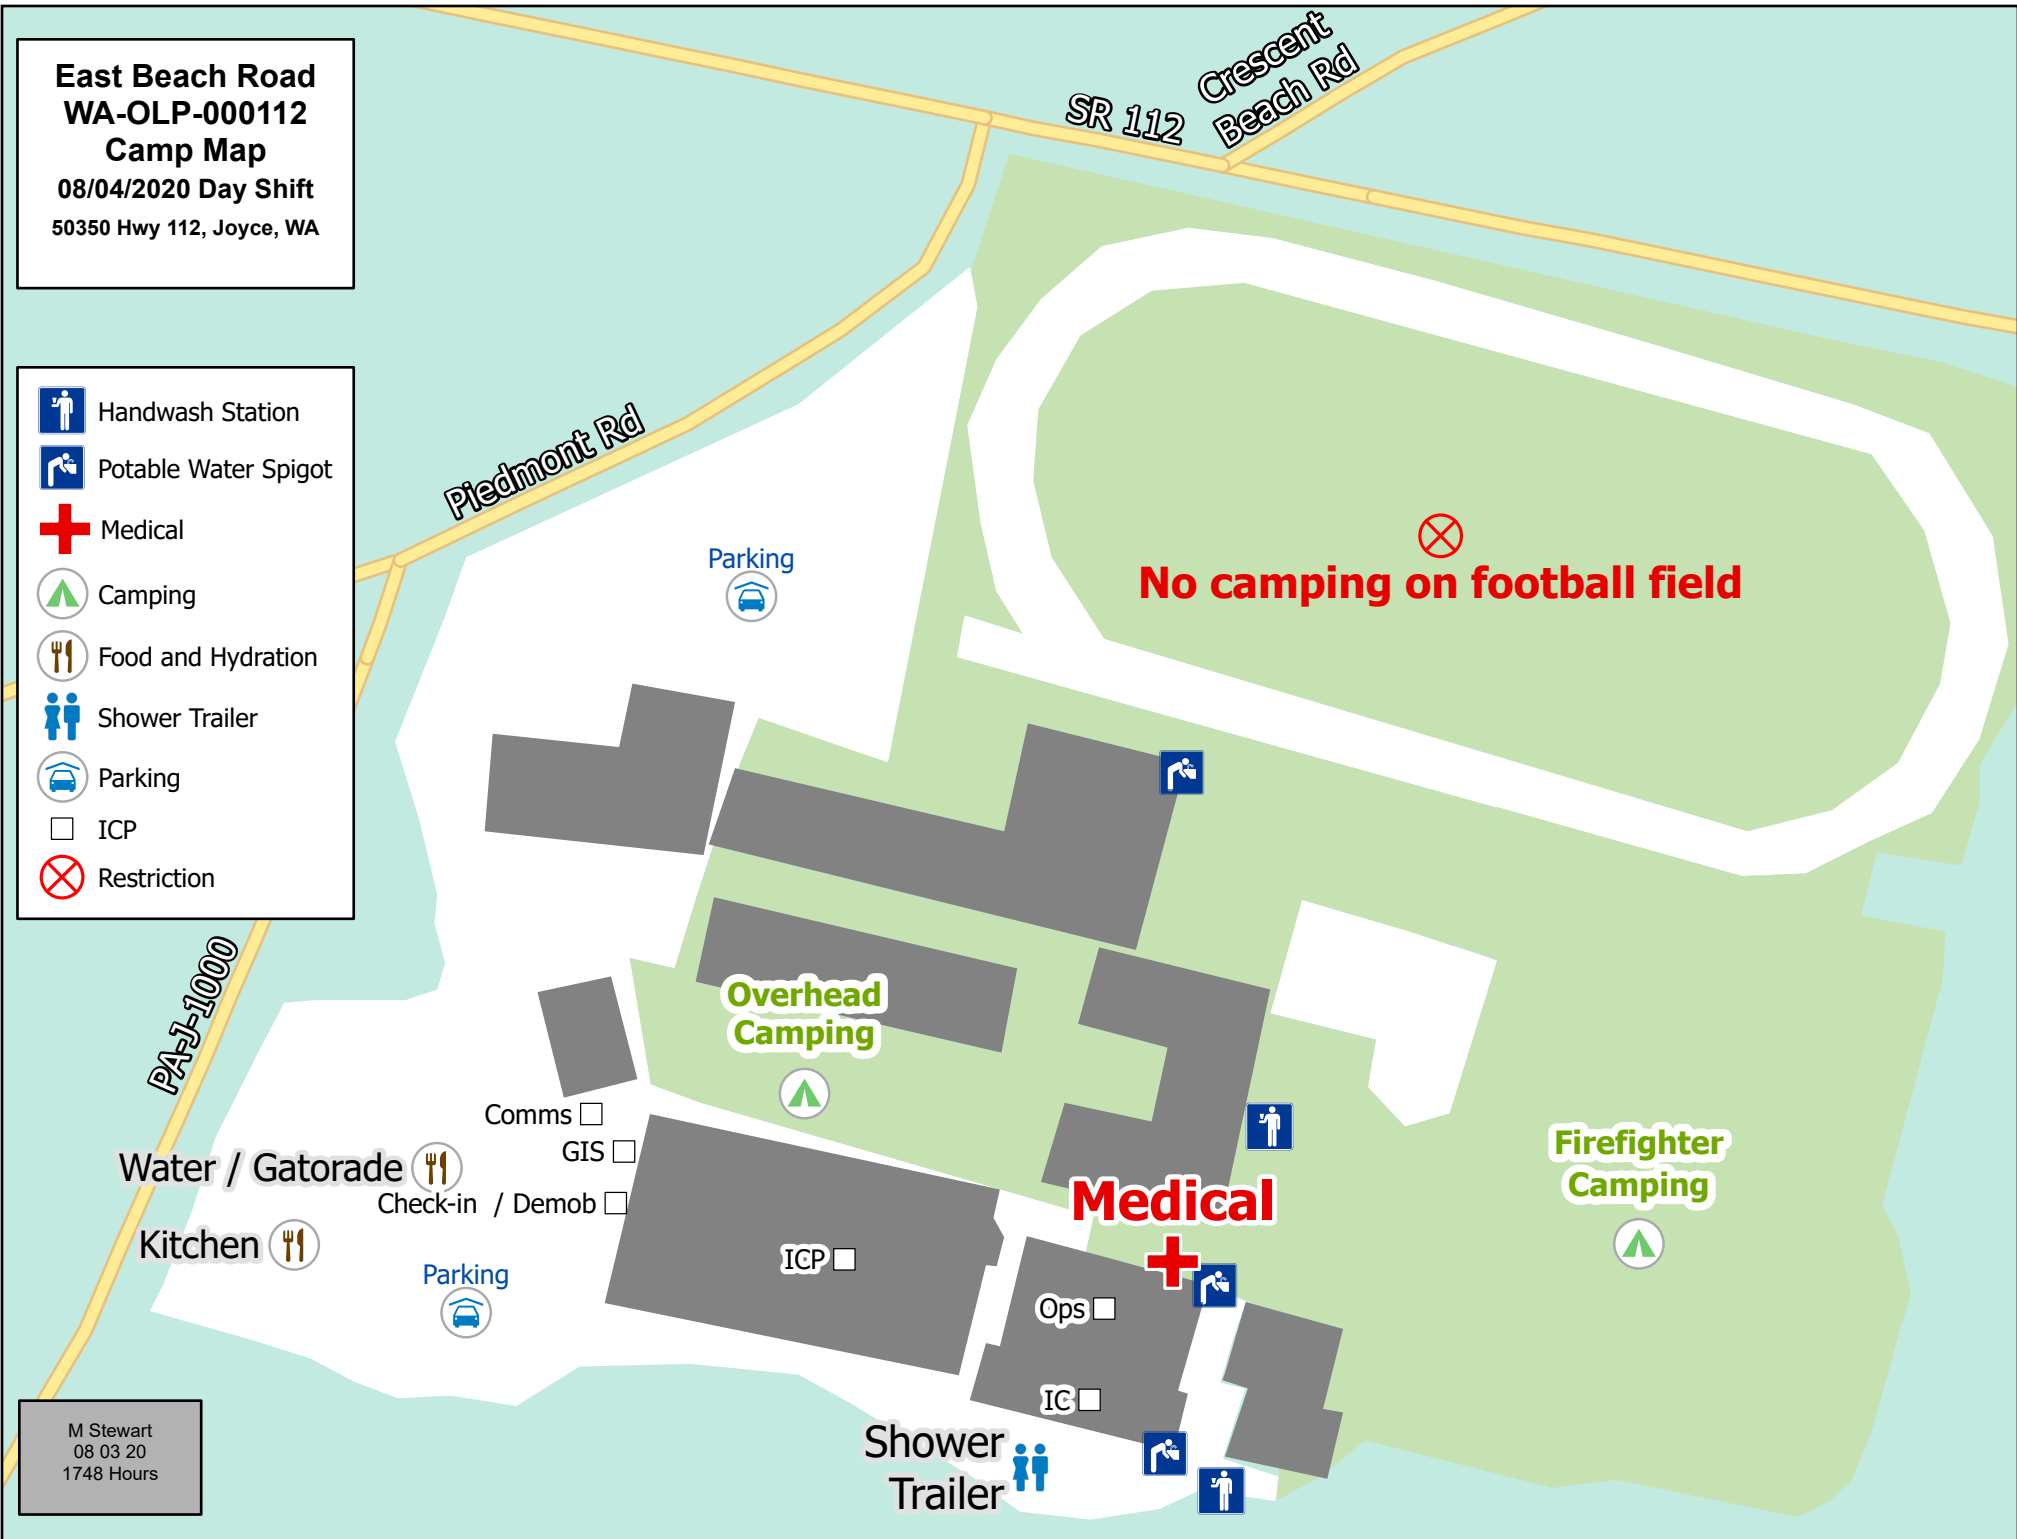 East Beach Road
WA-OLP-000112
Camp Map
08/04/2020 Day Shift
50350 Hwy 112, Joyce, WA
SR 112
Crescent
Beach Rd
Handwash Station
Potable Water Spigot
Medical
Camping
Food and Hydration
Shower Trailer
Parking
ICP
Restriction
Piedmont Rd
Parking
No camping on football field
PA-J-1000
Overhead
Camping
Comms
GIS
Water / Gatorade
Check-in / Demob
Kitchen
Parking
ICP
Medical
Firefighter
Camping
Ops
IC
Shower
Trailer
M Stewart
08 03 20
1748 Hours